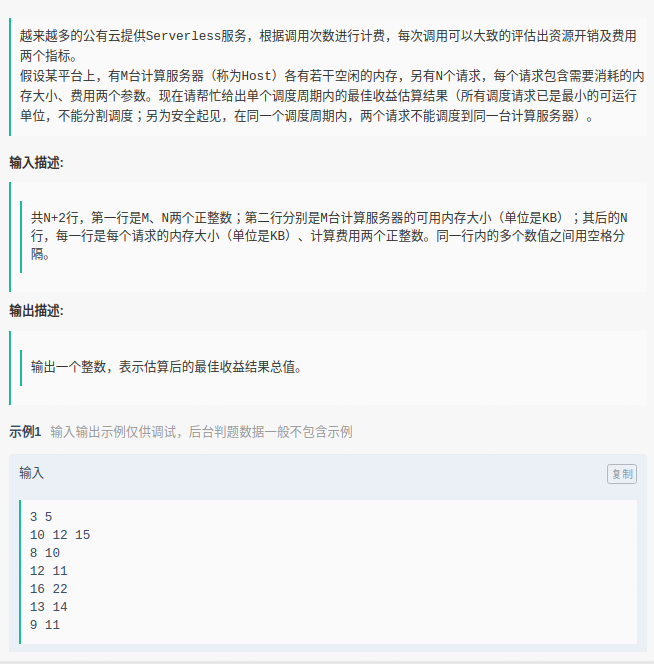 越来越多的公有云提供Serverless服务，根据调用次数进行计费，每次调用可以大致的评估出资源开销及费用
两个指标。
假设某平台上，有M台计算服务器（称为Host）各有若干空闲的内存，另有N个请求，每个请求包含需要消耗的内
存大小、费用两个参数。现在请帮忙给出单个调度周期内的最佳收益估算结果（所有调度请求已是最小的可运行
单位，不能分割调度；另为安全起见，在同一个调度周期内，两个请求不能调度到同一台计算服务器）。
输入描述:
共N+2行，第一行是M、N两个正整数；第二行分别是M台计算服务器的可用内存大小（单位是KB）；其后的N
行，每一行是每个请求的内存大小（单位是KB）、计算费用两个正整数。同一行内的多个数值之间用空格分
隔。
输出描述:
输出一个整数，表示估算后的最佳收益结果总值。
示例1 输入输出示例仅供调试，后台判题数据一般不包含示例
输入 复制
3 5
10 12 15
8 10
12 11
16 22
13 14
9 11